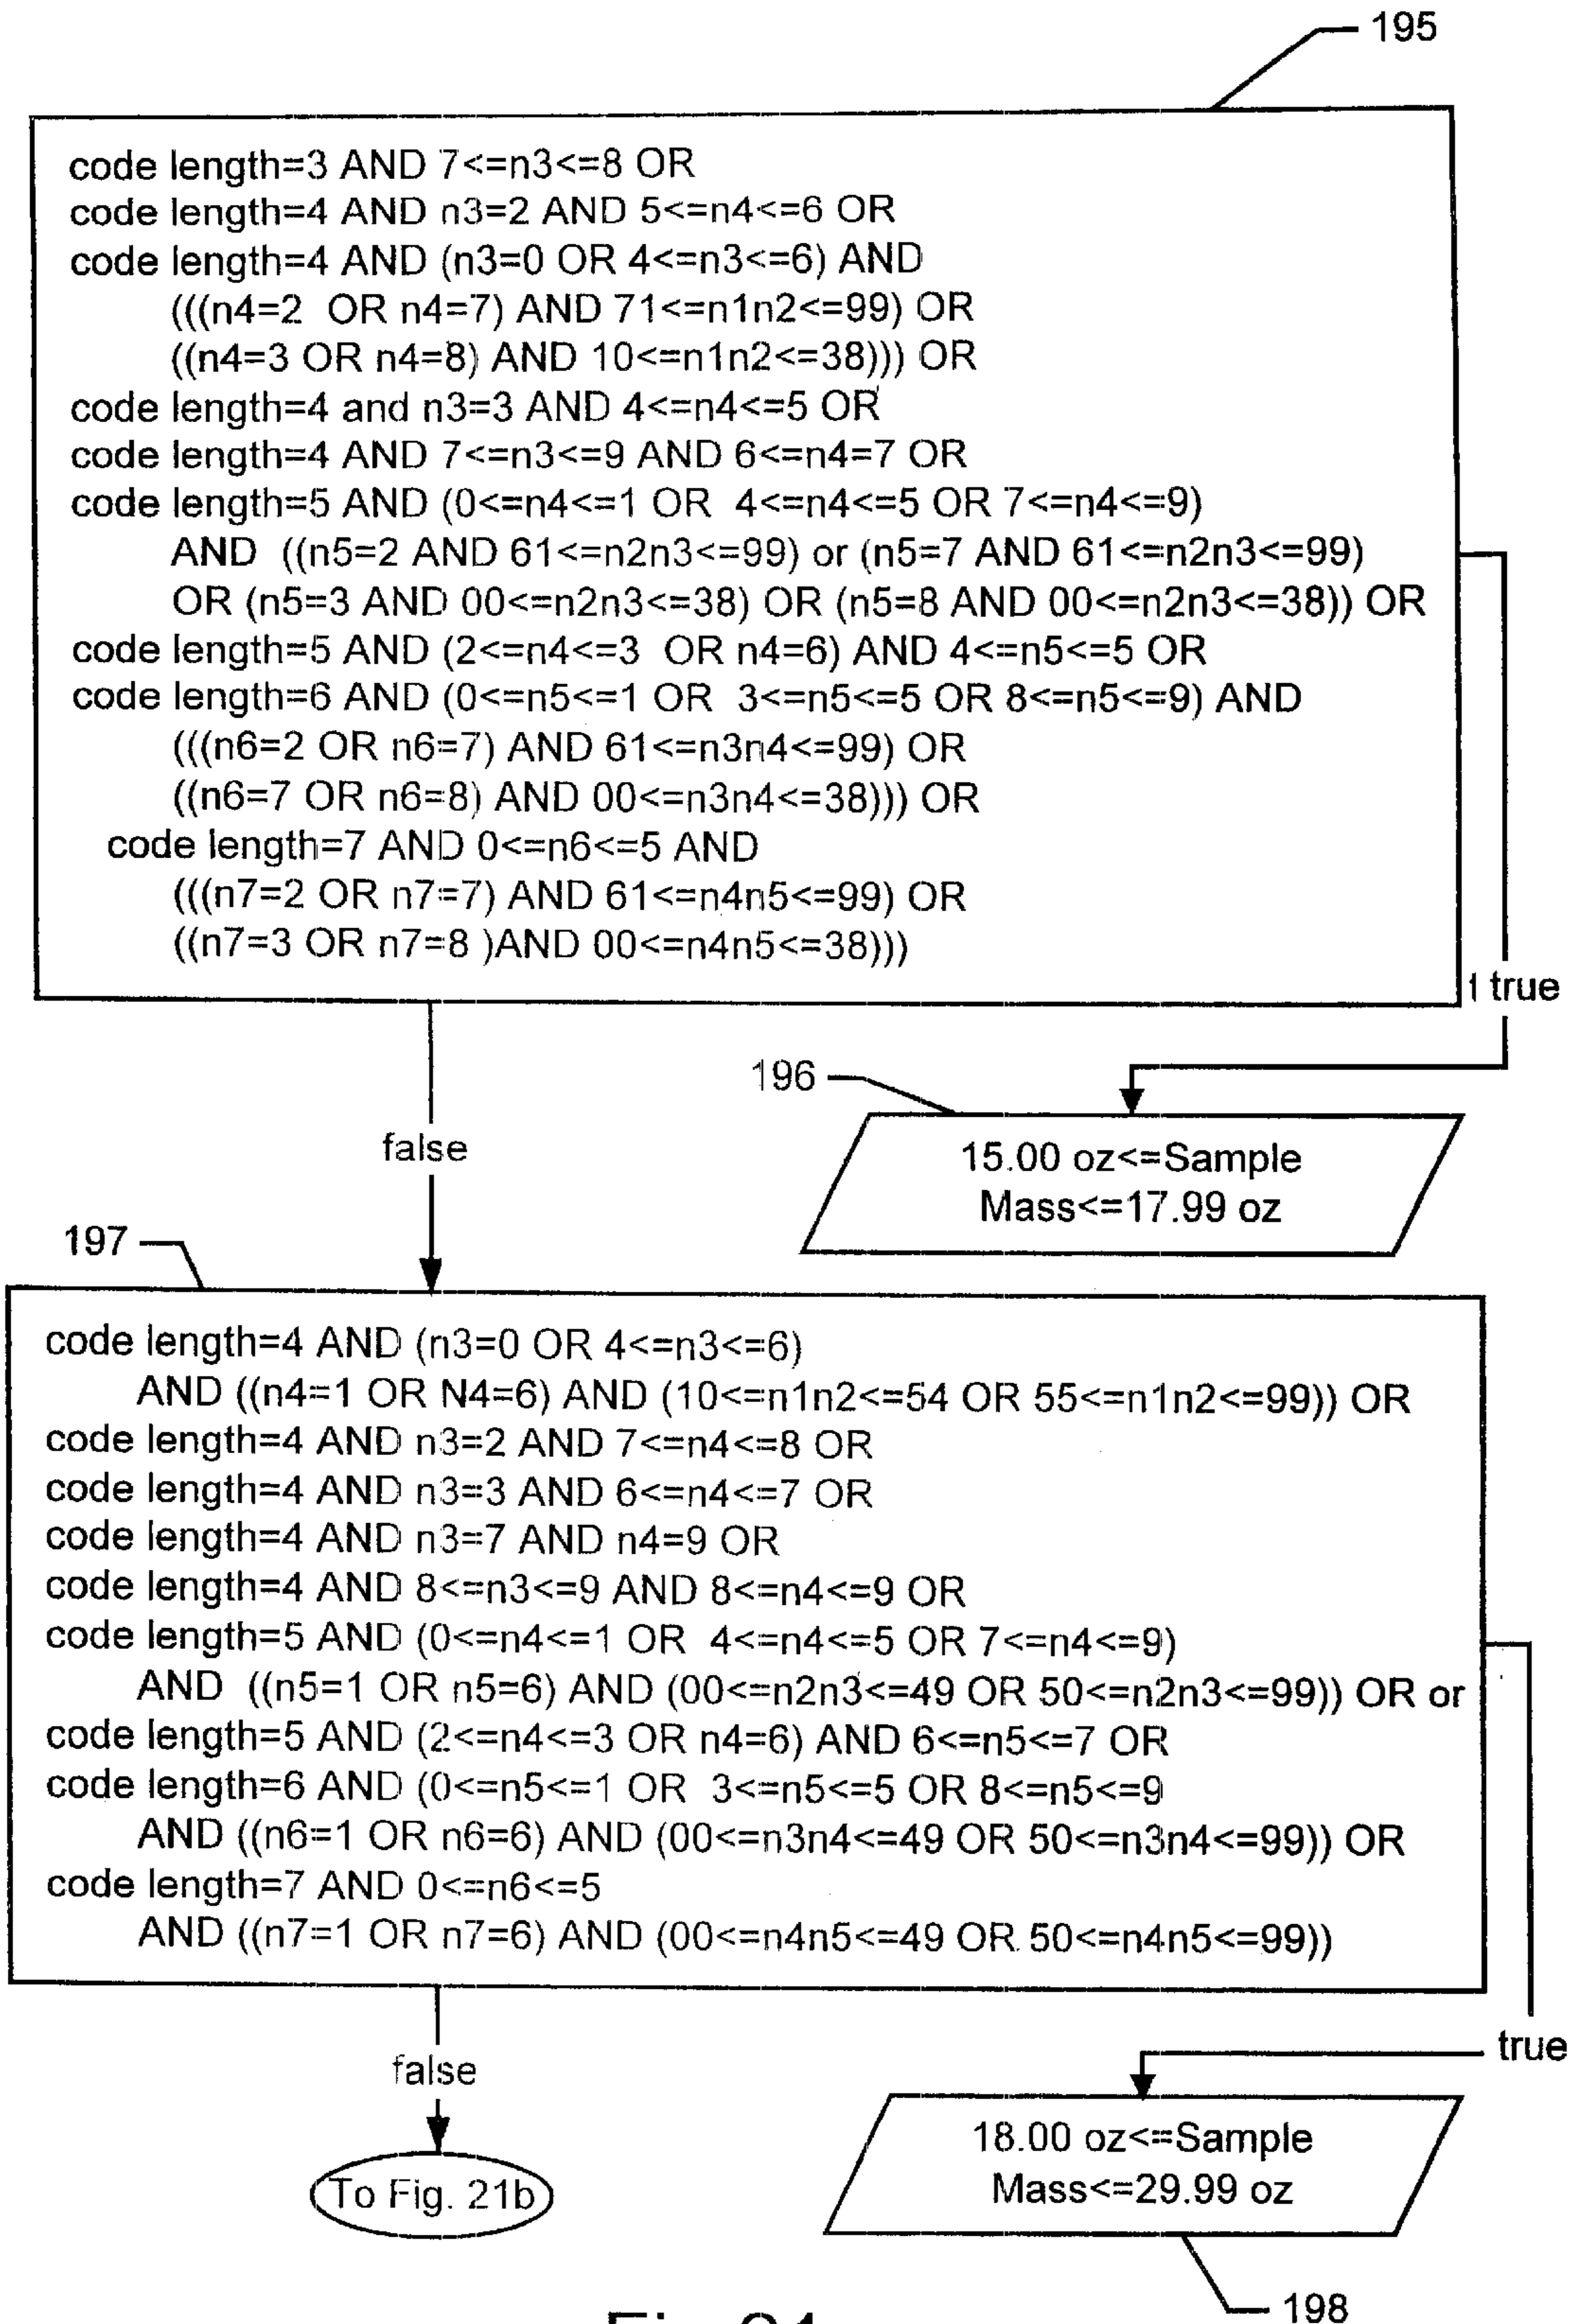 195
code length=3 AND 7<=n3<=8 OR
code length=4 AND n3=2 AND 5<=n4<=6 OR
code length=4 AND (n3=0 OR 4<=n3<=6) AND
(((n4=2 OR n4=7) AND 71<=n1n2<=99) OR
((n4=3 OR n4=8) AND 10<=n1n2<=38))) OR
code length=4 and n3=3 AND 4<=n4<=5 OR
code length=4 AND 7<=n3<=9 AND 6<=n4=7 OR
code length=5 AND (0<=n4<=1 OR 4<=n4<=5 OR 7<=n4<=9)
AND ((n5=2 AND 61<=n2n3<=99) or (n5=7 AND 61<=n2n3<=99)
OR (n5=3 AND 00<=n2n3<=38) OR (n5=8 AND 00<=n2n3<=38)) OR
code length=5 AND (2<=n4<=3 OR n4=6) AND 4<=n5<=5 OR
code length=6 AND (0<=n5<=1 OR 3<=n5<=5 OR 8<=n5<=9) AND
(((n6=2 OR n6=7) AND 61<=n3n4<=99) OR
((n6=7 OR n6=8) AND 00<=n3n4<=38))) OR
code length=7 AND 0<=n6<=5 AND
(((n7=2 OR n7=7) AND 61<=n4n5<=99) OR
((n7=3 OR n7=8 )AND 00<=n4n5<=38)))
true
196
false
15.00 oz<=Sample
Mass<=17.99 oz
197
code length=4 AND (n3=0 OR 4<=n3<=6)
AND ((n4=1 OR N4=6) AND (10<=n1n2<=54 OR 55<=n1n2<=99)) OR
code length=4 AND n3=2 AND 7<=n4<=8 OR
code length=4 AND n3=3 AND 6<=n4<=7 OR
code length=4 AND n3=7 AND n4=9 OR
code length=4 AND 8<=n3<=9 AND 8<=n4<=9 OR
code length=5 AND (0<=n4<=1 OR 4<=n4<=5 OR 7<=n4<=9)
AND ((n5=1 OR n5=6) AND (00<=n2n3<=49 OR 50<=n2n3<=99)) OR or
code length=5 AND (2<=n4<=3 OR n4=6) AND 6<=n5<=7 OR
code length=6 AND (0<=n5<=1 OR 3<=n5<=5 OR 8<=n5<=9
AND ((n6=1 OR n6=6) AND (00<=n3n4<=49 OR 50<=n3n4<=99)) OR
code length=7 AND 0<=n6<=5
AND ((n7=1 OR n7=6) AND (00<=n4n5<=49 OR 50<=n4n5<=99))
true
false
18.00 oz<=Sample
Mass<=29.99 oz
To Fig. 21b
198